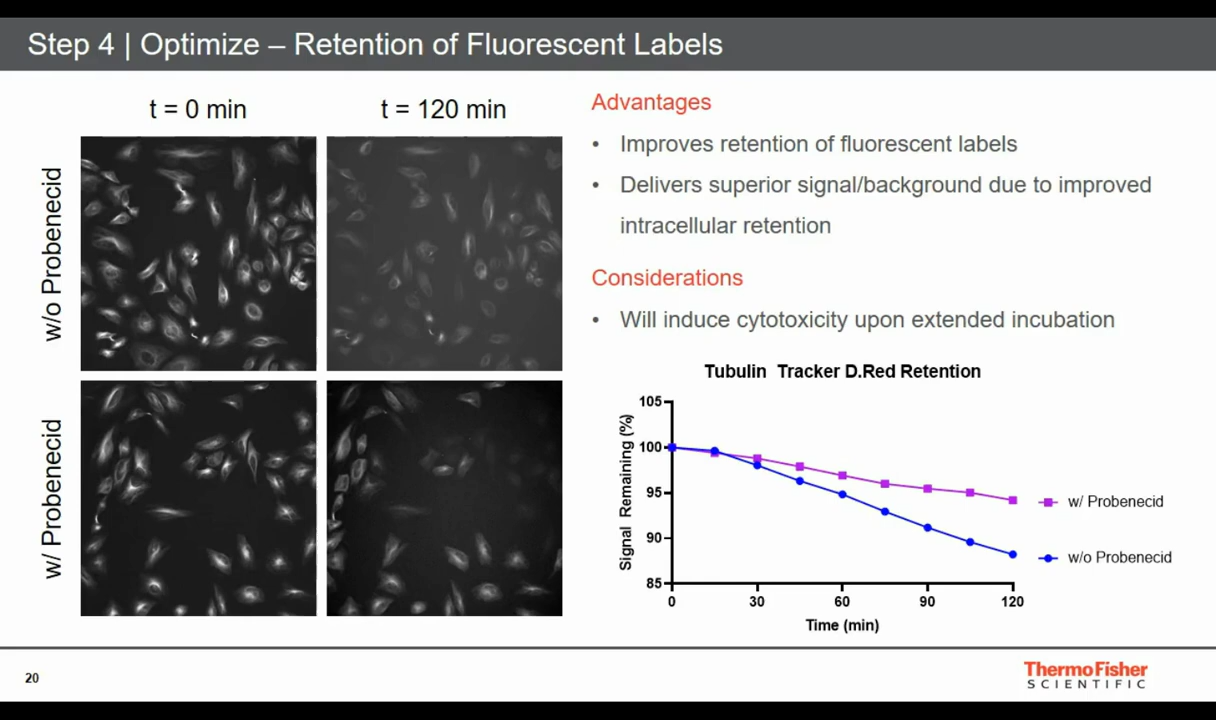 Step 4 | Optimize – Retention of Fluorescent Labels
t = 0 min
t = 120 min
w/o Probenecid
w/ Probenecid
Advantages
• Improves retention of fluorescent labels
• Delivers superior signal/background due to improved
intracellular retention
Considerations
• Will induce cytotoxicity upon extended incubation
Tubulin Tracker D.Red Retention
Signal Remaining (%)
105
100
95
90
85
0
30
60
90
120
Time (min)
w/ Probenecid
w/o Probenecid
20
ThermoFisher
SCIENTIFIC